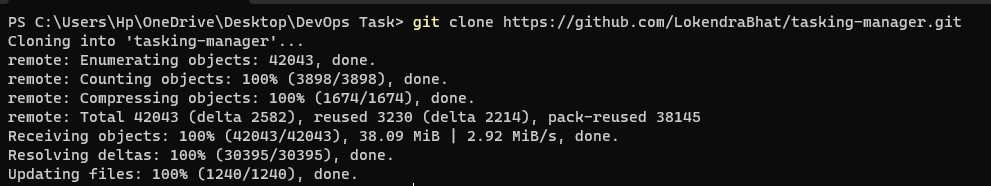 PS C:\Users\Hp\OneDrive\Desktop\DevOps Task> git clone https://github.com/LokendraBhat/tasking-manager.git
Cloning into 'tasking-manager'...
remote: Enumerating objects: 42043, done.
remote: Counting objects: 100% (3898/3898), done.
remote: Compressing objects: 100% (1674/1674), done.
remote: Total 42043 (delta 2582), reused 3230 (delta 2214), pack-reused 38145
Receiving objects: 100% (42043/42043), 38.09 MiB | 2.92 MiB/s, done.
Resolving deltas: 100% (30395/30395), done.
Updating files: 100% (1240/1240), done.